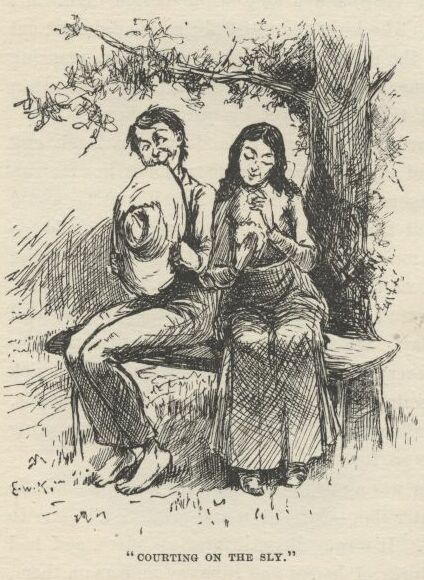 E.W.K.
"COURTING ON THE SLY."